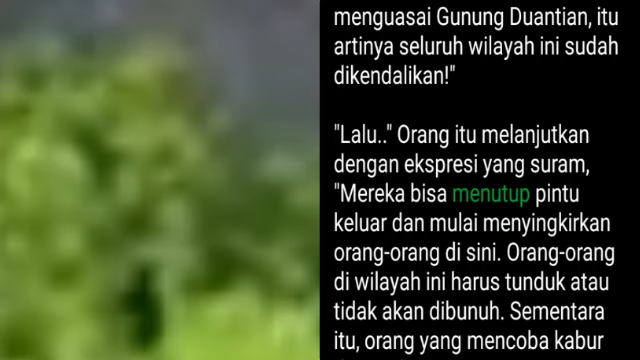 menguasai Gunung Duantian, itu
artinya seluruh wilayah ini sudah
dikendalikan!"
"Lalu.." Orang itu melanjutkan
dengan ekspresi yang suram,
"Mereka bisa menutup pintu
keluar dan mulai menyingkirkan
orang-orang di sini. Orang-orang
di wilayah ini harus tunduk atau
tidak akan dibunuh. Sementara
itu, orang yang mencoba kabur